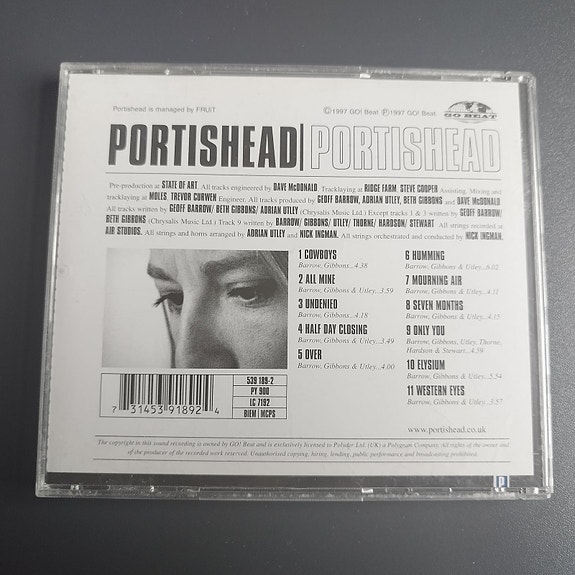 Portishead is managed by FRUIT
©1997 GO! Beat ℗1997 GO! Beat.
GO BEAT
PORTISHEAD|PORTISHEAD
Pre-production at STATE OF ART. All tracks engineered by DAVE McDONALD. Tracklaying at RIDGE FARM, STEVE COOPER Assisting. Mixing and
tracklaying at MOLES, TREVOR CURWEN Engineer. All tracks produced by GEOFF BARROW, ADRIAN UTLEY, BETH GIBBONS and DAVE McDONALD
All tracks written by GEOFF BARROW/ BETH GIBBONS/ ADRIAN UTLEY (Chrysalis Music Ltd.) Except tracks 1 & 3 written by GEOFF BARROW/
BETH GIBBONS (Chrysalis Music Ltd.) Track 9 written by BARROW/ GIBBONS/ UTLEY/ THORNE/ HARDSON/ STEWART. All strings recorded at
AIR STUDIOS. All strings and horns arranged by ADRIAN UTLEY and NICK INGMAN. All strings orchestrated and conducted by NICK INGMAN.
1 COWBOYS
Barrow, Gibbons...4.38
2 ALL MINE
Barrow, Gibbons & Utley...3.59
3 UNDENIED
Barrow, Gibbons...4.18
4 HALF DAY CLOSING
Barrow, Gibbons & Utley...3.49
5 OVER
Barrow, Gibbons & Utley...4.00
6 HUMMING
Barrow, Gibbons & Utley...6.02
7 MOURNING AIR
Barrow, Gibbons & Utley...4.11
8 SEVEN MONTHS
Barrow, Gibbons & Utley...4.15
9 ONLY YOU
Barrow, Gibbons, Utley, Thorne,
Hardson & Stewart...4.59
10 ELYSIUM
Barrow, Gibbons & Utley...5.54
11 WESTERN EYES
Barrow, Gibbons & Utley...3.57
539 189-2
PY 900
LC 7192
BIEM | MCPS
7 31453 91892 4
www.portishead.co.uk
The copyright in this sound recording is owned by GO! Beat and is exclusively licensed to Polydor Ltd. (UK) a Polygram Company. All rights of the owner and
of the producer of the recorded work reserved. Unauthorised copying, hiring, lending, public performance and broadcasting prohibited.
P